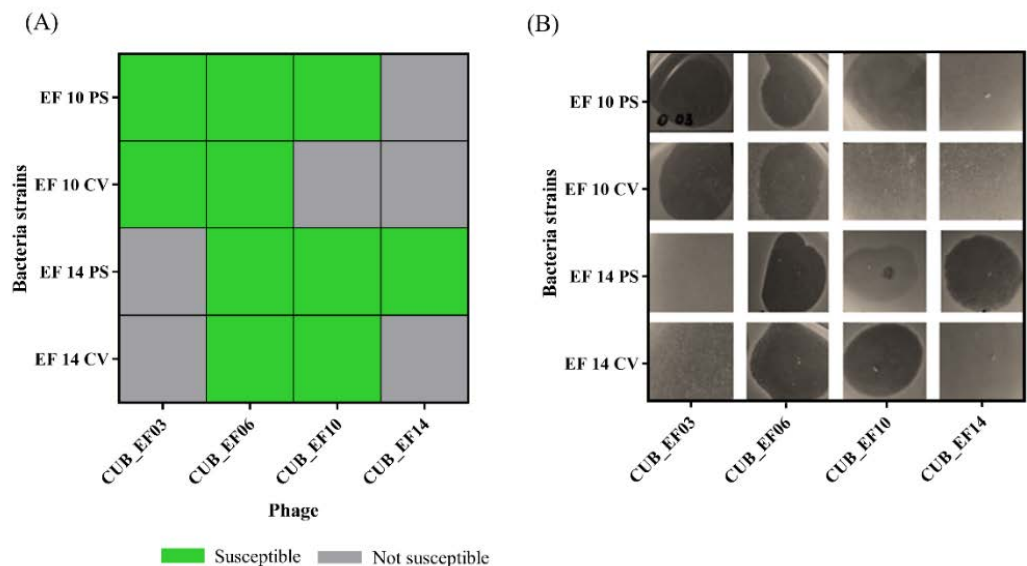 (A)
(B)
Bacteria strains
EF 10 PS
EF 10 CV
EF 14 PS
EF 14 CV
CUB_EF03
CUB_EF06
CUB_EF10
CUB_EF14
Phage
Susceptible
Not susceptible
Bacteria strains
EF 10 PS
0 03
EF 10 CV
EF 14 PS
EF 14 CV
CUB_EF03
CUB_EF06
CUB_EF10
CUB_EF14